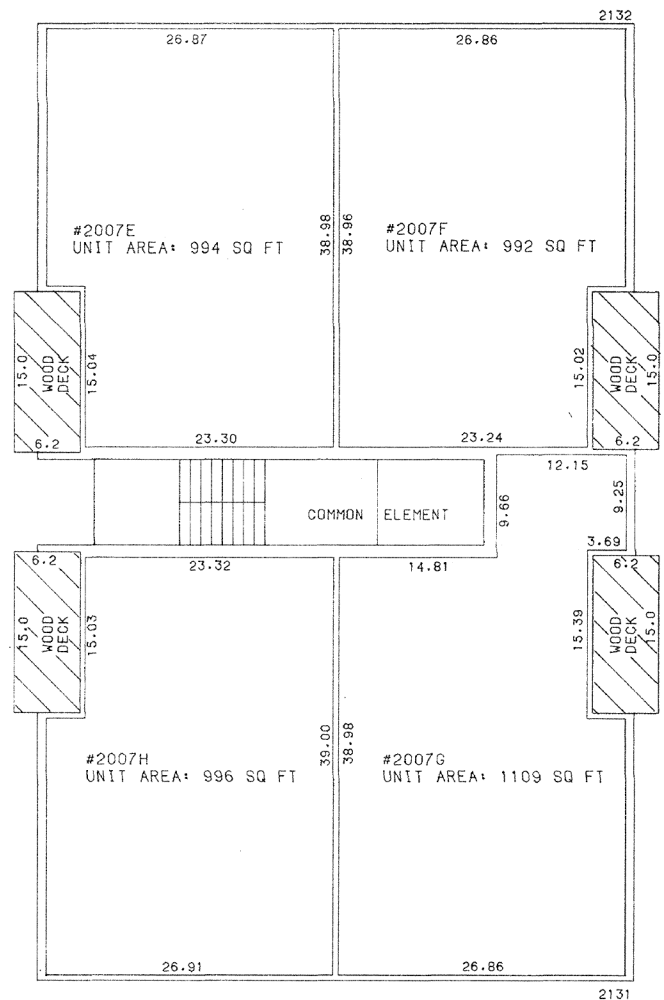 2132
26.87
26.86
#2007E
UNIT AREA: 994 SQ FT
38.98
38.96
#2007F
UNIT AREA: 992 SQ FT
15.0
WOOD
DECK
15.04
6.2
15.02
WOOD
DECK
15.0
6.2
23.30
23.24
12.15
COMMON ELEMENT
9.66
9.25
3.69
6.2
23.32
14.81
6.2
15.0
WOOD
DECK
15.03
15.39
WOOD
DECK
15.0
#2007H
UNIT AREA: 996 SQ FT
39.00
38.98
#2007G
UNIT AREA: 1109 SQ FT
26.91
26.86
2131